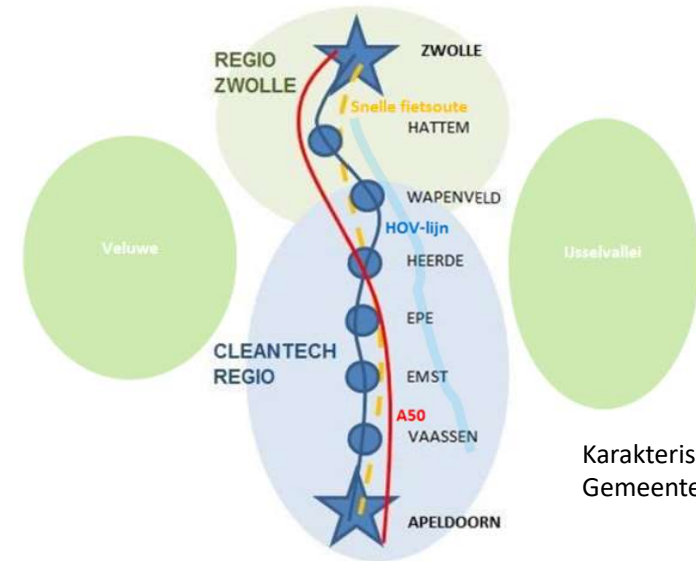 ZWOLLE
REGIO
ZWOLLE
Snelle fietsoute
HATTEM
WAPENVELD
HOV-lijn
Veluwe
IJsselvallei
HEERDE
EPE
CLEANTECH
REGIO
EMST
A50
VAASSEN
Karakteris
Gemeente
APELDOORN